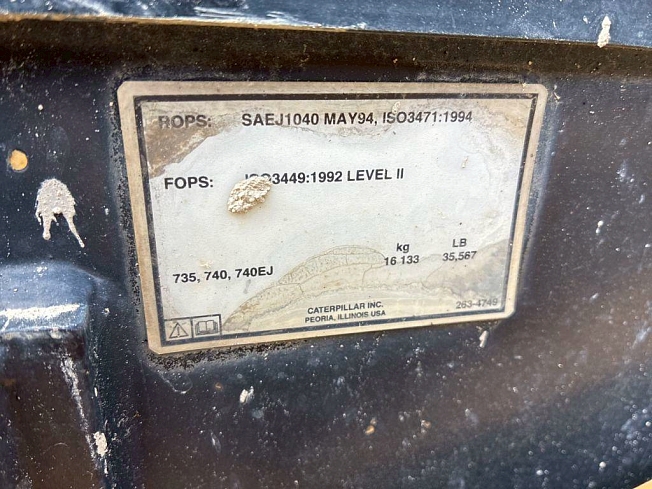 ROPS: SAEJ1040 MAY94, ISO3471:1994
FOPS: ISO3449:1992 LEVEL II
kg LB
735, 740, 740EJ 16 133 35,567
CATERPILLAR INC.
PEORIA, ILLINOIS USA
263-4749